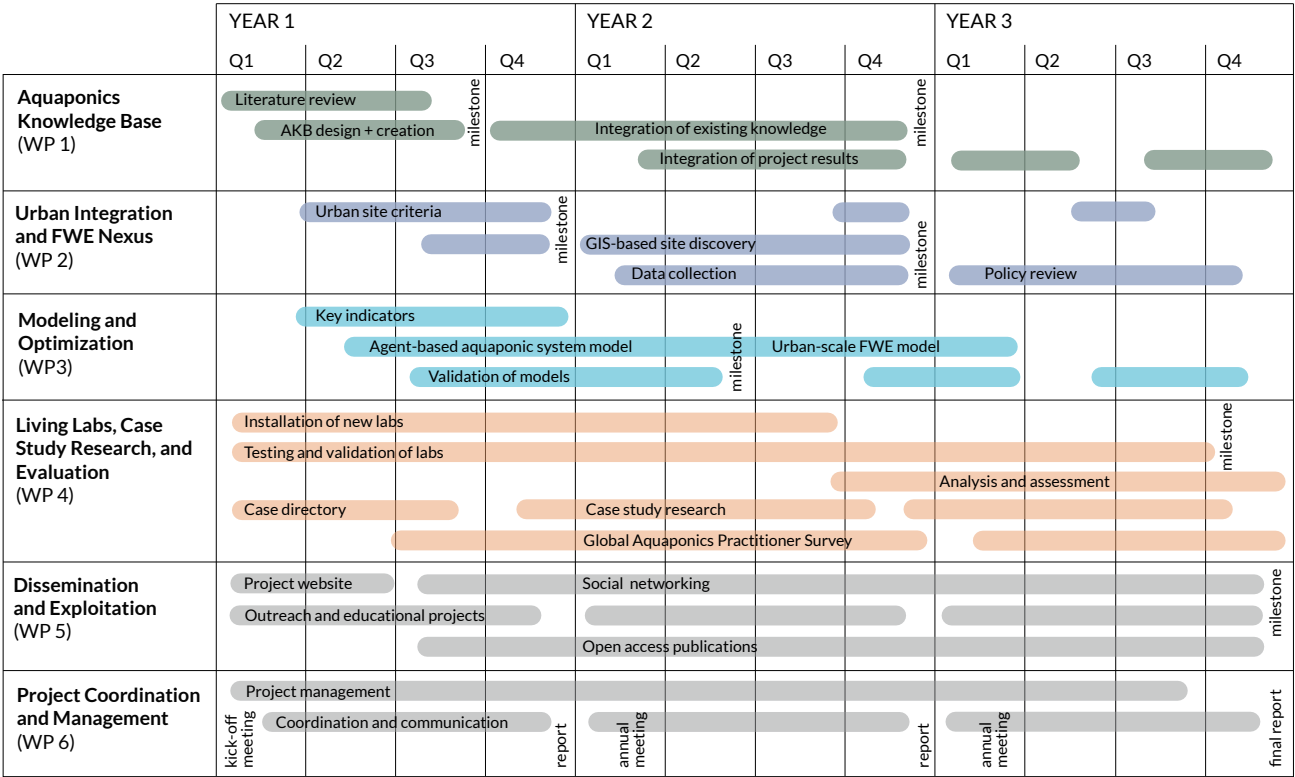 YEAR 1
YEAR 2
YEAR 3
Q1
Q2
Q3
Q4
Q1
Q2
Q3
Q4
Q1
Q2
Q3
Q4
Aquaponics
Knowledge Base
(WP 1)
Literature review
AKB design + creation
milestone
Integration of existing knowledge
Integration of project results
milestone
Urban Integration
and FWE Nexus
(WP 2)
Urban site criteria
milestone
GIS-based site discovery
Data collection
milestone
Policy review
Modeling and
Optimization
(WP3)
Key indicators
Agent-based aquaponic system model
Validation of models
milestone
Urban-scale FWE model
Living Labs, Case
Study Research, and
Evaluation
(WP 4)
Installation of new labs
Testing and validation of labs
milestone
Analysis and assessment
Case directory
Case study research
Global Aquaponics Practitioner Survey
Dissemination
and Exploitation
(WP 5)
Project website
Social networking
Outreach and educational projects
Open access publications
milestone
Project Coordination
and Management
(WP 6)
Project management
kick-off
meeting
Coordination and communication
report
annual
meeting
report
annual
meeting
final report